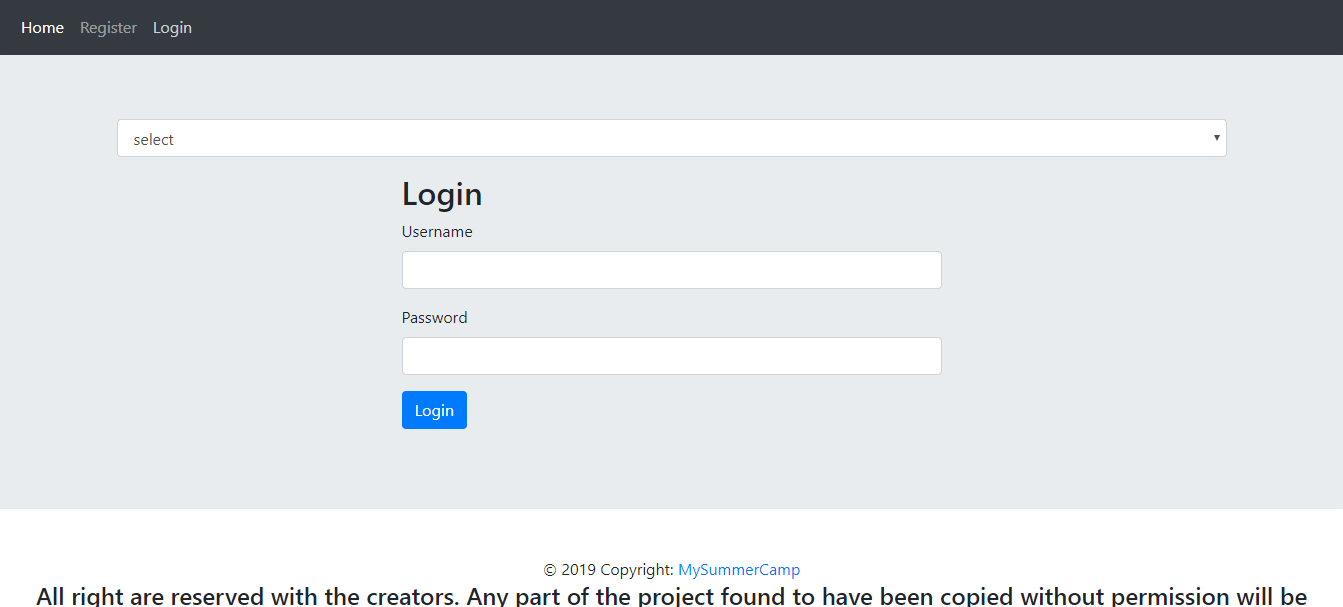 Home Register Login
select
Login
Username
Password
Login
© 2019 Copyright: MySummerCamp
All right are reserved with the creators. Any part of the project found to have been copied without permission will be